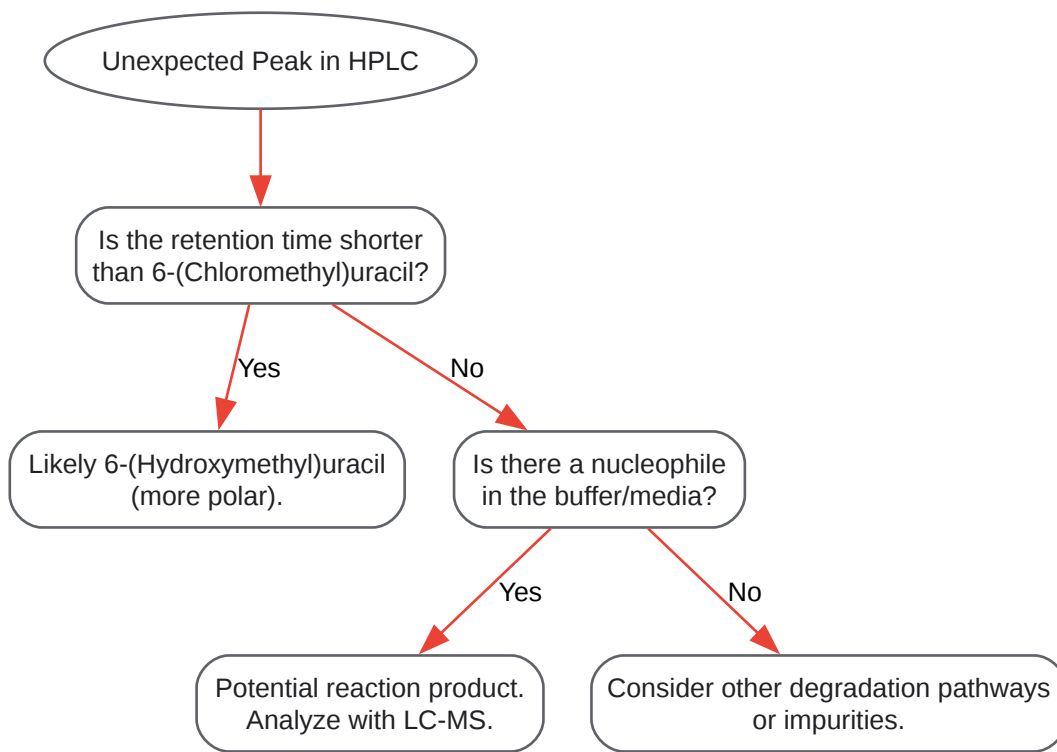 Unexpected Peak in HPLC
Is the retention time shorter
than 6-(Chloromethyl)uracil?
Yes
No
Likely 6-(Hydroxymethyl)uracil
(more polar).
Is there a nucleophile
in the buffer/media?
Yes
No
Potential reaction product.
Analyze with LC-MS.
Consider other degradation pathways
or impurities.